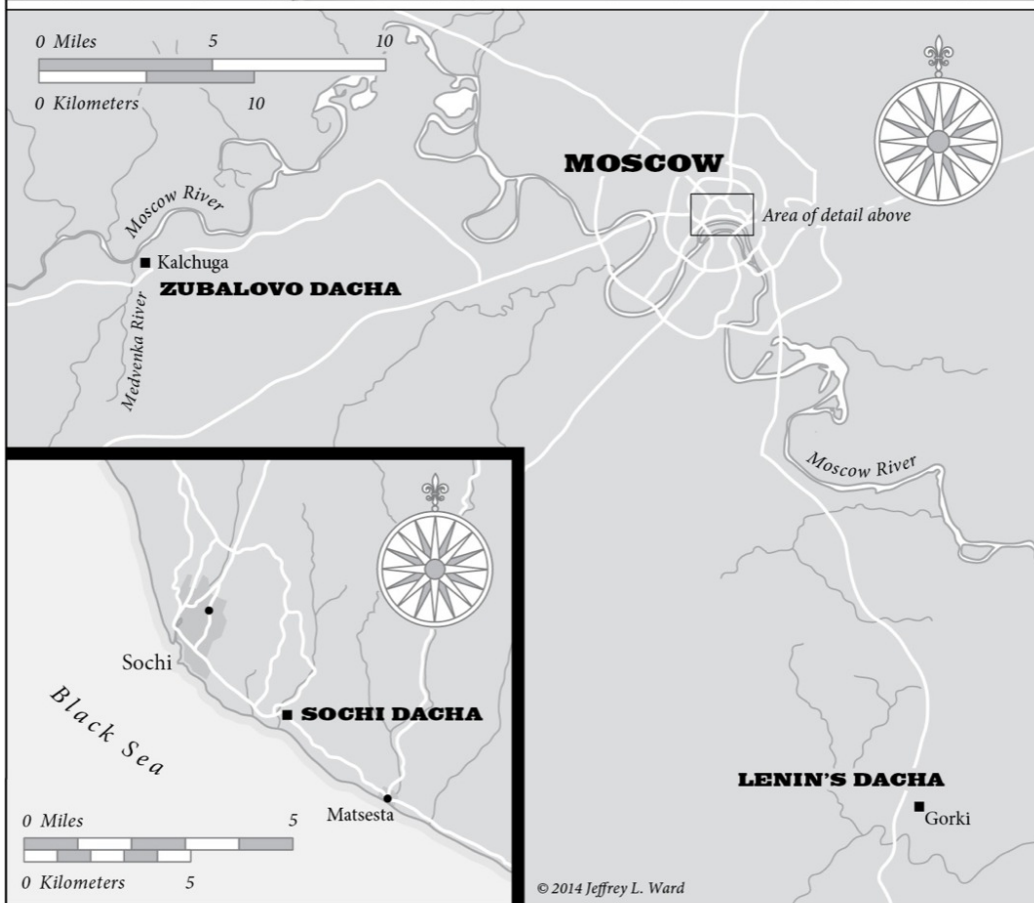 0 Miles 5 10
0 Kilometers 10
MOSCOW
Area of detail above
Moscow River
Kalchuga
ZUBALOVO DACHA
Medvenka River
Moscow River
Sochi
Black Sea
SOCHI DACHA
Matsesta
0 Miles 5
0 Kilometers 5
LENIN'S DACHA
Gorki
© 2014 Jeffrey L. Ward